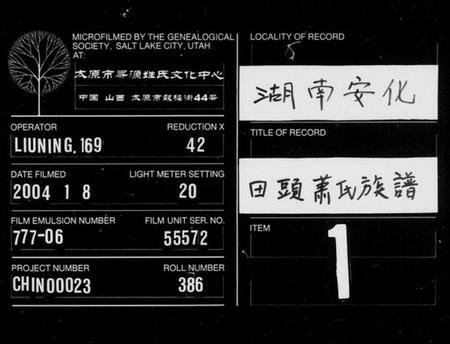 MICROFILMED BY THE GENEALOGICAL
SOCIETY, SALT LAKE CITY, UTAH
AT:
太原市寻源姓氏文化中心
中国 山西 太原市鼓楼街44号
OPERATOR
LIUNING.169
REDUCTION X
42
DATE FILMED
2004 1 8
LIGHT METER SETTING
20
FILM EMULSION NUMBER
777-06
FILM UNIT SER. NO.
55572
PROJECT NUMBER
CHIN00023
ROLL NUMBER
386
LOCALITY OF RECORD
湖南安化
TITLE OF RECORD
田頭蕭氏族譜
ITEM
1